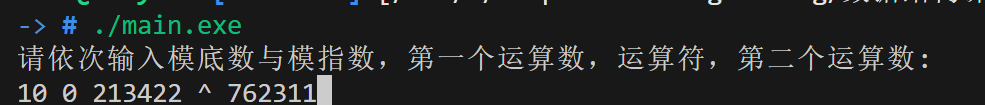 -> # ./main.exe
请依次输入模底数与模指数，第一个运算数，运算符，第二个运算数：
10 0 213422 ^ 762311